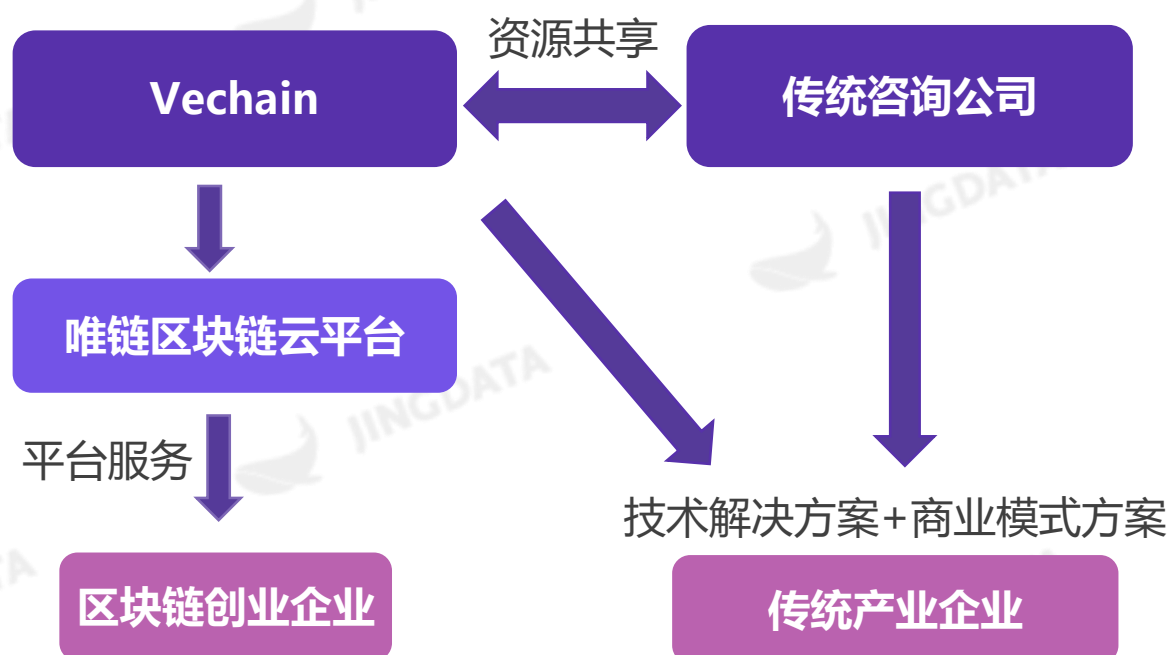 资源共享
Vechain
传统咨询公司
JINGDATA
唯链区块链云平台
JINGDATA
平台服务
技术解决方案+商业模式方案
区块链创业企业
传统产业企业